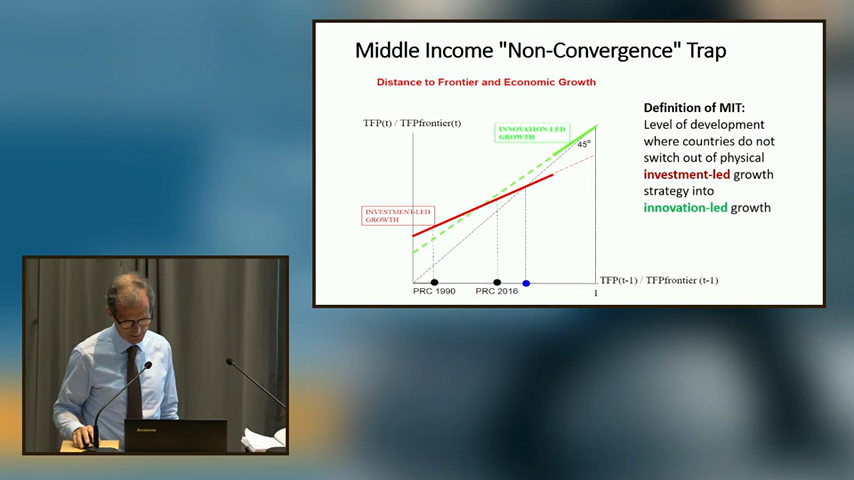 Middle Income "Non-Convergence" Trap
Distance to Frontier and Economic Growth
TFP(t) / TFPfrontier(t)
INNOVATION-LED
GROWTH
45°
INVESTMENT-LED
GROWTH
PRC 1990
PRC 2016
1
TFP(t-1) / TFPfrontier (t-1)
Definition of MIT:
Level of development
where countries do not
switch out of physical
investment-led growth
strategy into
innovation-led growth
Lenovo